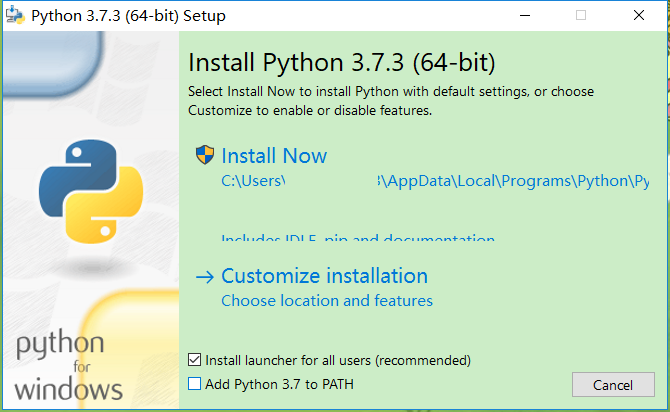 Python 3.7.3 (64-bit) Setup
Install Python 3.7.3 (64-bit)
Select Install Now to install Python with default settings, or choose
Customize to enable or disable features.
Install Now
C:\Users\ 3\AppData\Local\Programs\Python\Py
Includes IDLE, pip and documentation
Customize installation
Choose location and features
Install launcher for all users (recommended)
Add Python 3.7 to PATH
Cancel
python
for
windows